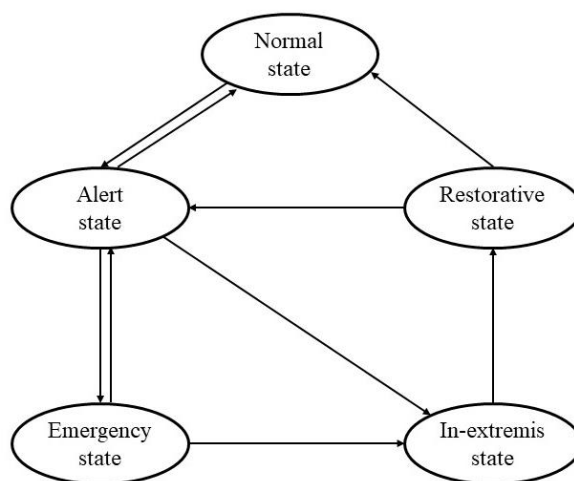 Normal
state
Alert
state
Restorative
state
Emergency
state
In-extremis
state